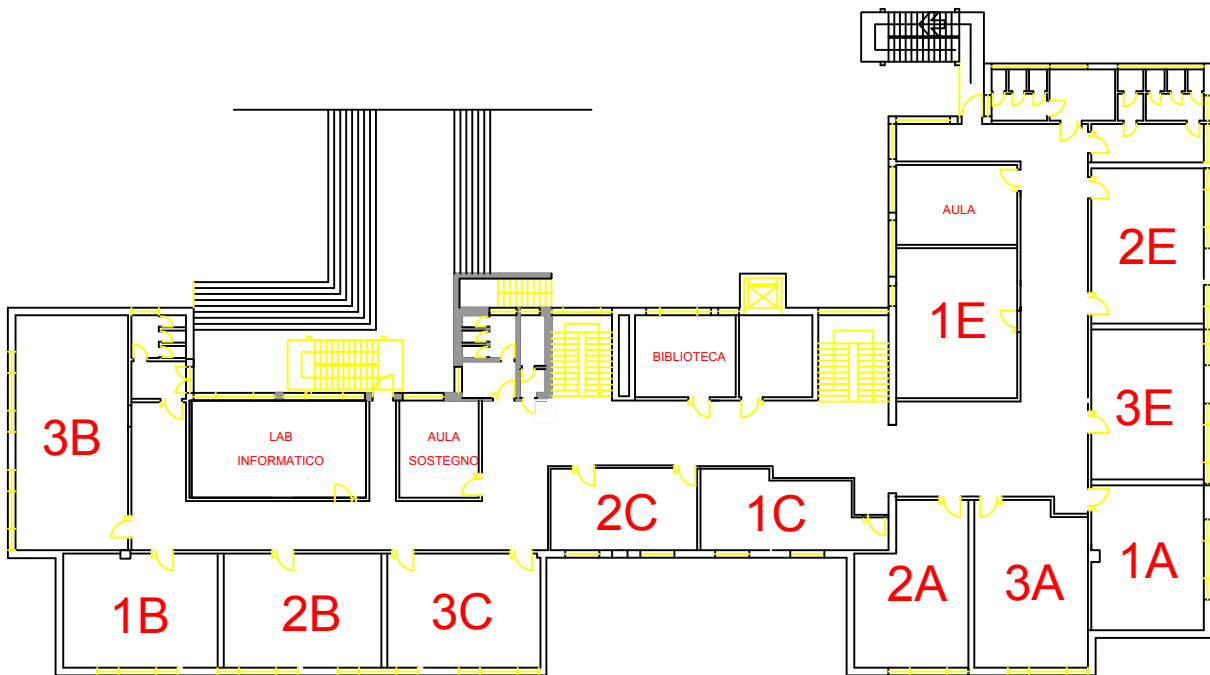 AULA
2E
1E
BIBLIOTECA
3E
3B
LAB
INFORMATICO
AULA
SOSTEGNO
2C
1C
1B
2B
3C
2A
3A
1A